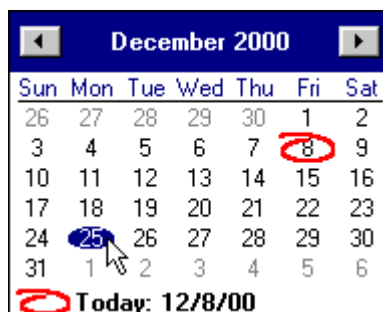 December 2000
Sun Mon Tue Wed Thu Fri Sat
26 27 28 29 30 1 2
3 4 5 6 7 8 9
10 11 12 13 14 15 16
17 18 19 20 21 22 23
24 25 26 27 28 29 30
31 1 2 3 4 5 6
Today: 12/8/00